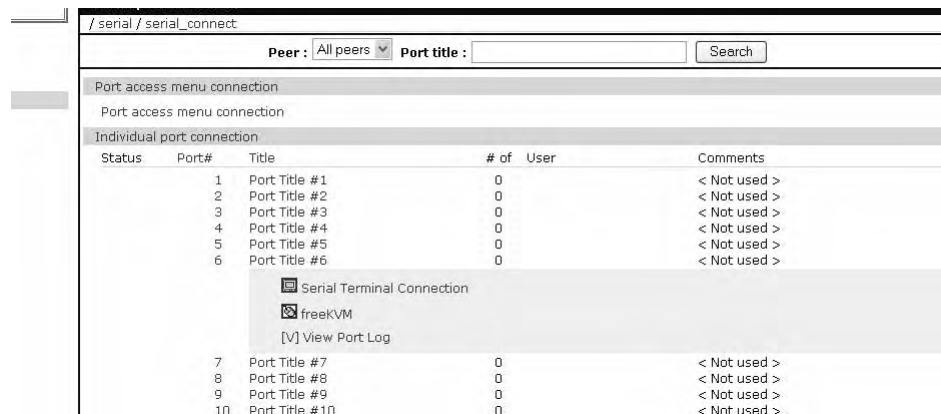 / serial / serial_connect
Peer : All peers Port title : Search
Port access menu connection
Port access menu connection
Individual port connection
Status Port# Title # of User Comments
1 Port Title #1 0 < Not used >
2 Port Title #2 0 < Not used >
3 Port Title #3 0 < Not used >
4 Port Title #4 0 < Not used >
5 Port Title #5 0 < Not used >
6 Port Title #6 0 < Not used >
Serial Terminal Connection
freeKVM
[V] View Port Log
7 Port Title #7 0 < Not used >
8 Port Title #8 0 < Not used >
9 Port Title #9 0 < Not used >
10 Port Title #10 0 < Not used >